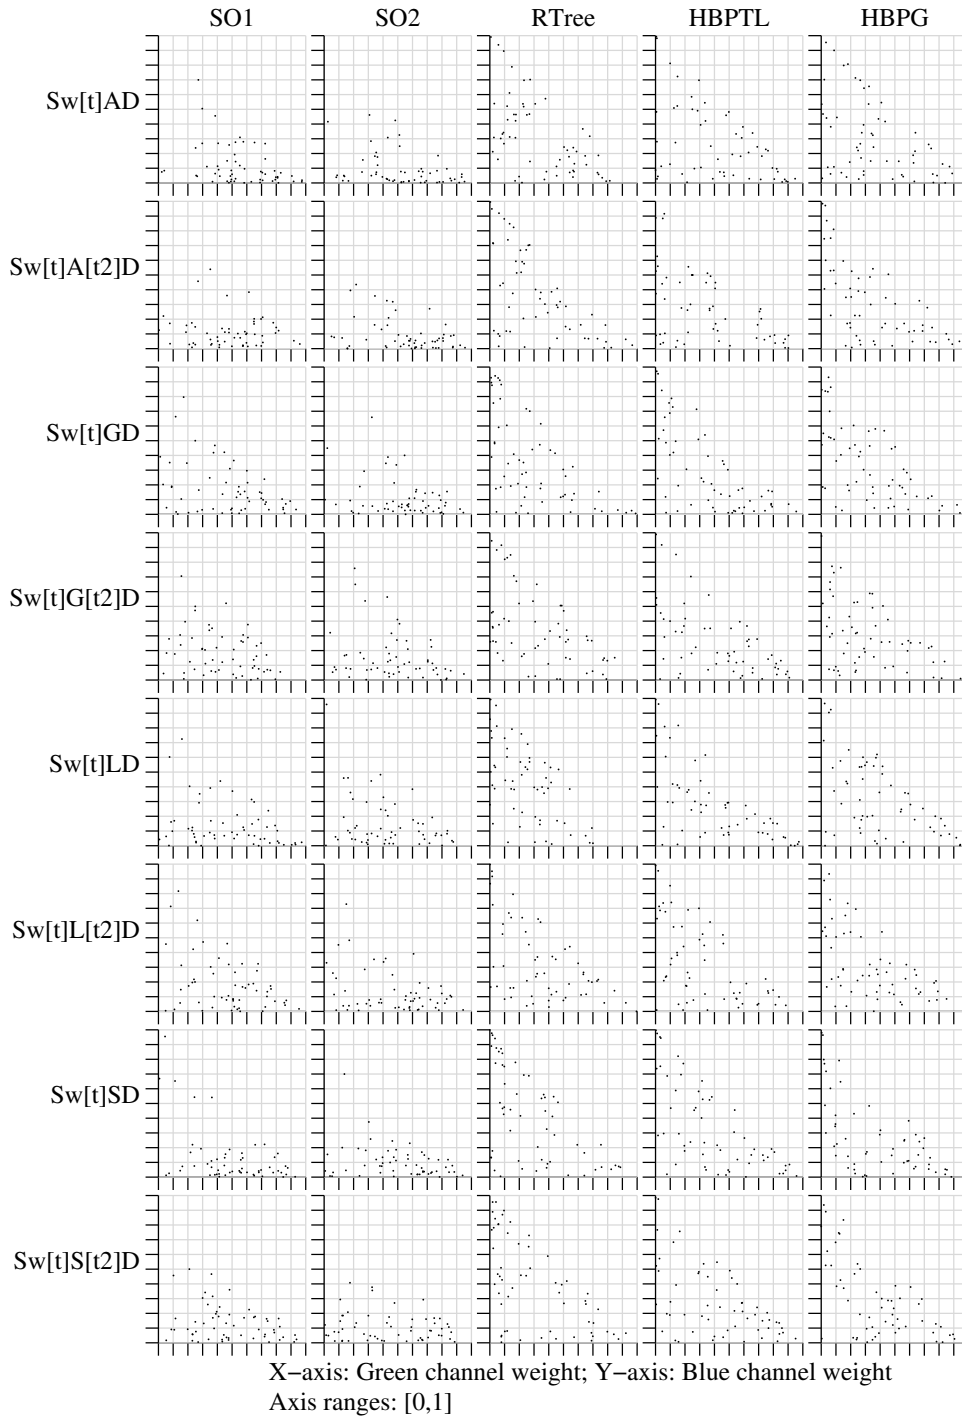 SO1 SO2 RTree HBPTL HBPG
Sw[t]AD
Sw[t]A[t2]D
Sw[t]GD
Sw[t]G[t2]D
Sw[t]LD
Sw[t]L[t2]D
Sw[t]SD
Sw[t]S[t2]D
X−axis: Green channel weight; Y−axis: Blue channel weight
Axis ranges: [0,1]